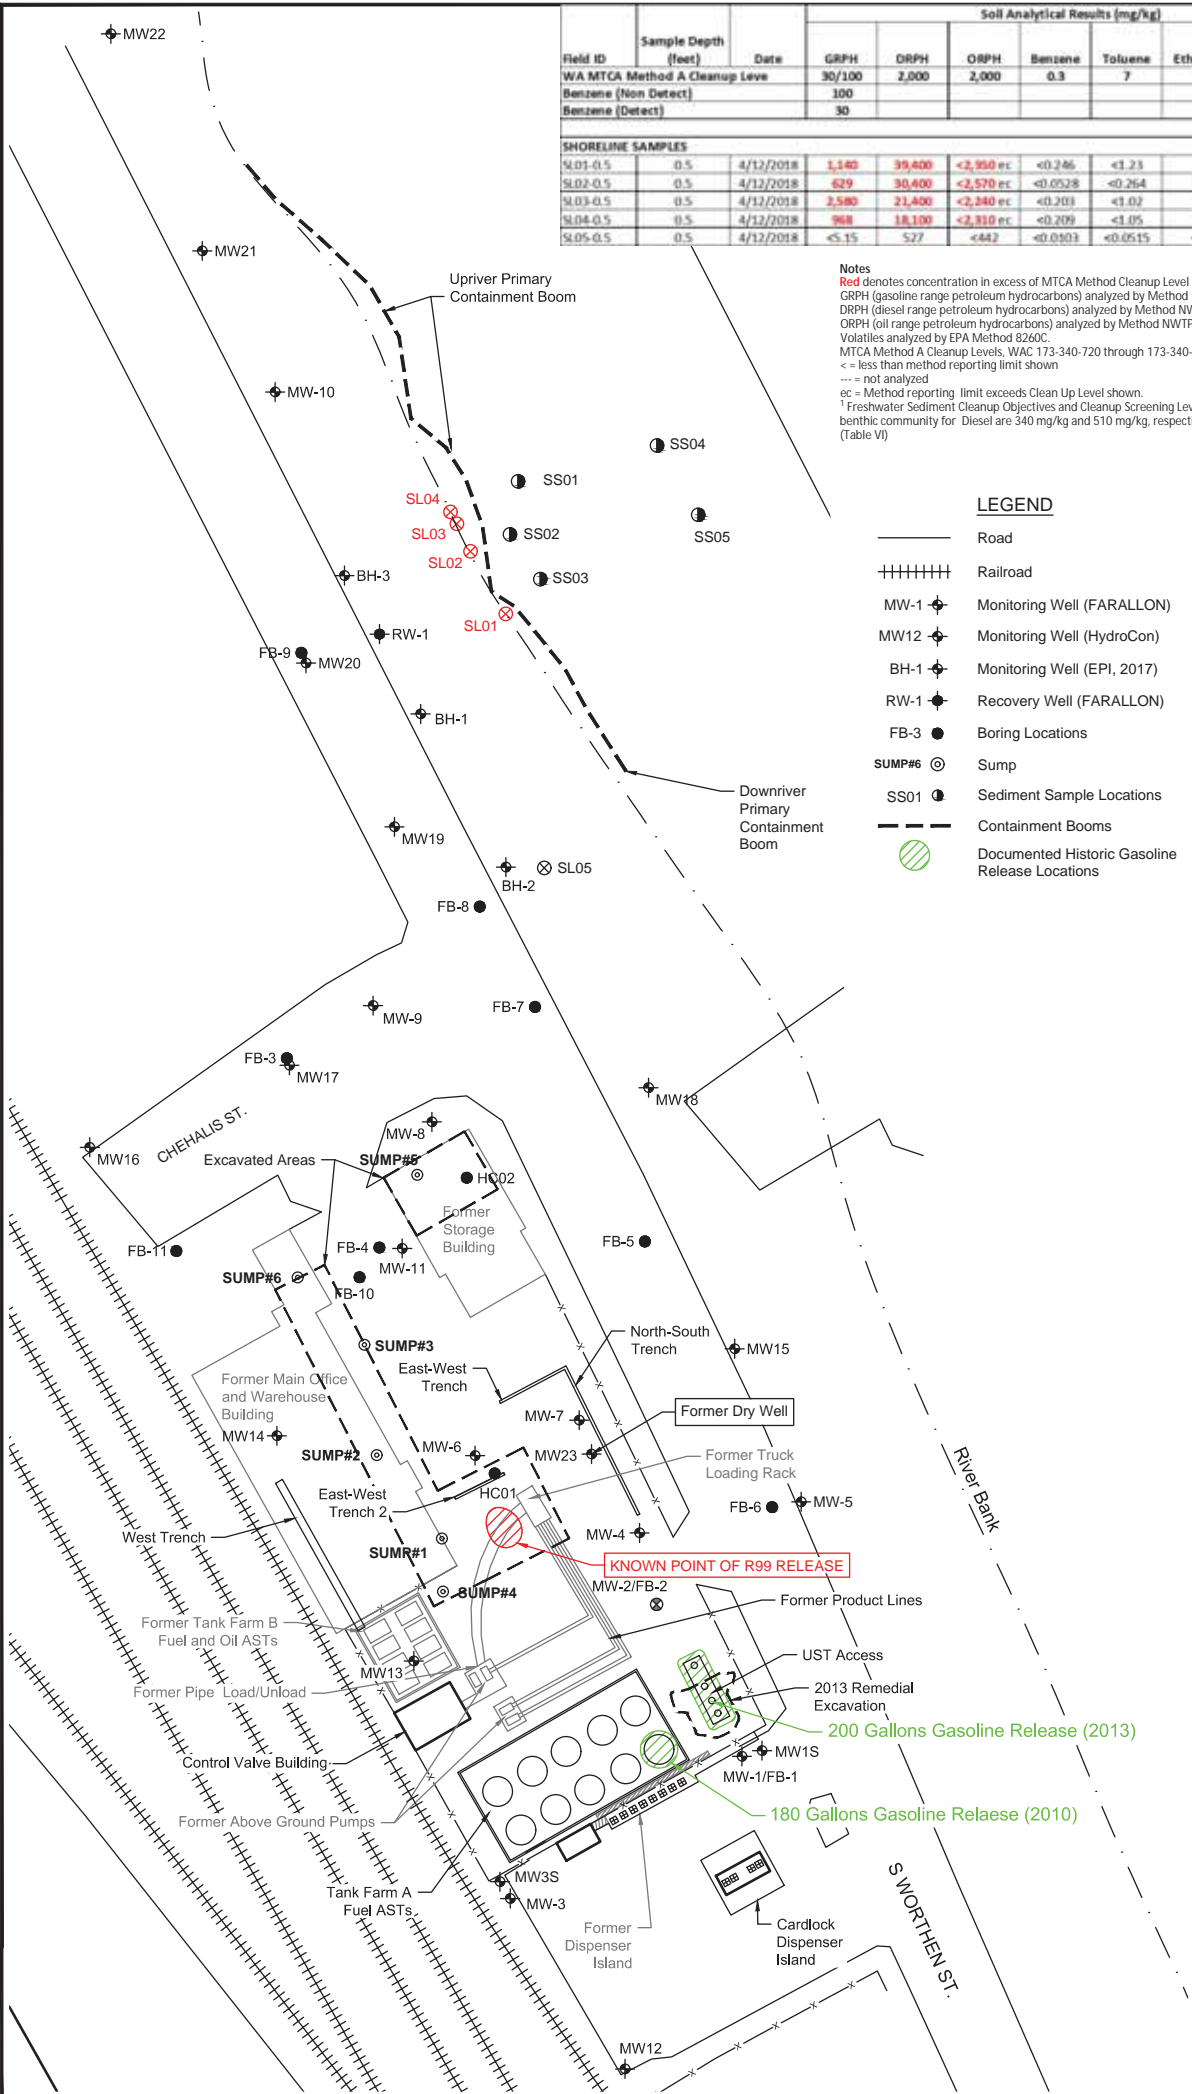 Soil Analytical Results (mg/kg)
Field ID Sample Depth (feet) Date GRPH DRPH ORPH Benzene Toluene Eth
WA MTCA Method A Cleanup Leve 30/100 2,000 2,000 0.3 7
Benzene (Non Detect) 100
Benzene (Detect) 30
SHORELINE SAMPLES
SL01-0.5 0.5 4/12/2018 1,140 39,400 <2,950 ec <0.246 <1.23
SL02-0.5 0.5 4/12/2018 629 30,400 <2,570 ec <0.0528 <0.264
SL03-0.5 0.5 4/12/2018 2,580 21,400 <2,240 ec <0.203 <1.02
SL04-0.5 0.5 4/12/2018 968 18,100 <2,310 ec <0.209 <1.05
SL05-0.5 0.5 4/12/2018 <5.15 527 <442 <0.0103 <0.0515
Notes
Red denotes concentration in excess of MTCA Method Cleanup Level
GRPH (gasoline range petroleum hydrocarbons) analyzed by Method
DRPH (diesel range petroleum hydrocarbons) analyzed by Method NW
ORPH (oil range petroleum hydrocarbons) analyzed by Method NWTP
Volatiles analyzed by EPA Method 8260C.
MTCA Method A Cleanup Levels, WAC 173-340-720 through 173-340-
< = less than method reporting limit shown
--- = not analyzed
ec = Method reporting limit exceeds Clean Up Level shown.
1 Freshwater Sediment Cleanup Objectives and Cleanup Screening Lev
benthic community for Diesel are 340 mg/kg and 510 mg/kg, respecti
(Table VI)
LEGEND
Road
Railroad
MW-1 Monitoring Well (FARALLON)
MW12 Monitoring Well (HydroCon)
BH-1 Monitoring Well (EPI, 2017)
RW-1 Recovery Well (FARALLON)
FB-3 Boring Locations
SUMP#6 Sump
SS01 Sediment Sample Locations
Containment Booms
Documented Historic Gasoline
Release Locations
MW22
MW21
Upriver Primary
Containment Boom
MW-10
SS04
SS01
SL04
SS05
SL03
SS02
SL02
BH-3
SS03
SL01
RW-1
FB-9
MW20
BH-1
Downriver
Primary
Containment
Boom
MW19
BH-2
SL05
FB-8
MW-9
FB-7
FB-3
MW17
MW18
CHEHALIS ST.
MW16
MW-8
Excavated Areas
SUMP#5
HC02
Former
Storage
Building
FB-11
FB-4
MW-11
FB-5
SUMP#6
FB-10
SUMP#3
North-South
Trench
MW15
East-West
Trench
Former Main Office
and Warehouse
Building
MW-7
Former Dry Well
MW14
SUMP#2
MW-6
MW23
Former Truck
Loading Rack
River Bank
HC01
East-West
Trench 2
FB-6
MW-5
West Trench
MW-4
SUMP#1
KNOWN POINT OF R99 RELEASE
SUMP#4
MW-2/FB-2
Former Product Lines
Former Tank Farm B
Fuel and Oil ASTs
UST Access
MW13
2013 Remedial
Excavation
Former Pipe Load/Unload
200 Gallons Gasoline Release (2013)
MW1S
Control Valve Building
MW-1/FB-1
180 Gallons Gasoline Relaese (2010)
Former Above Ground Pumps
MW3S
Tank Farm A
Fuel ASTs
MW-3
Former
Dispenser
Island
Cardlock
Dispenser
Island
S WORTHEN ST.
MW12